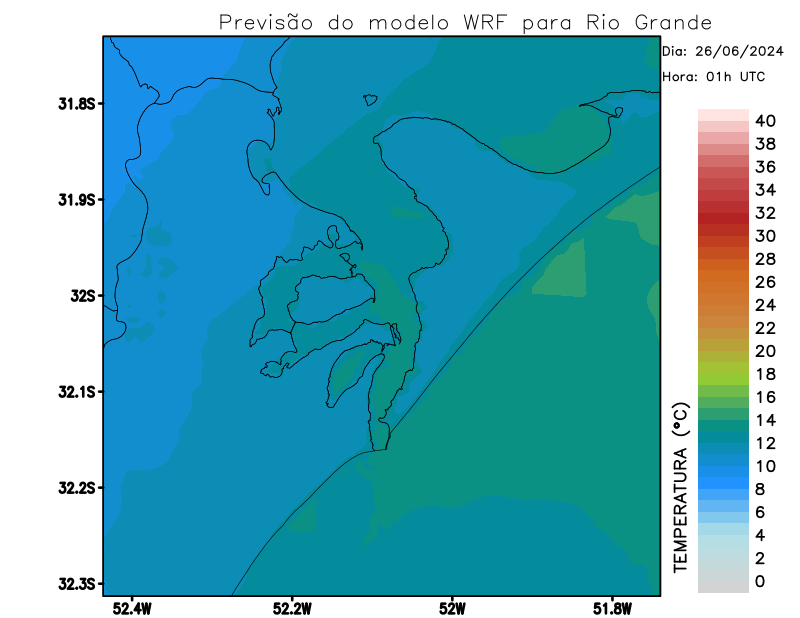 Previsão do modelo WRF para Rio Grande
Dia: 26/06/2024
Hora: 01h UTC
31.8S
31.9S
32S
32.1S
32.2S
32.3S
52.4W
52.2W
52W
51.8W
TEMPERATURA (°C)
40
38
36
34
32
30
28
26
24
22
20
18
16
14
12
10
8
6
4
2
0